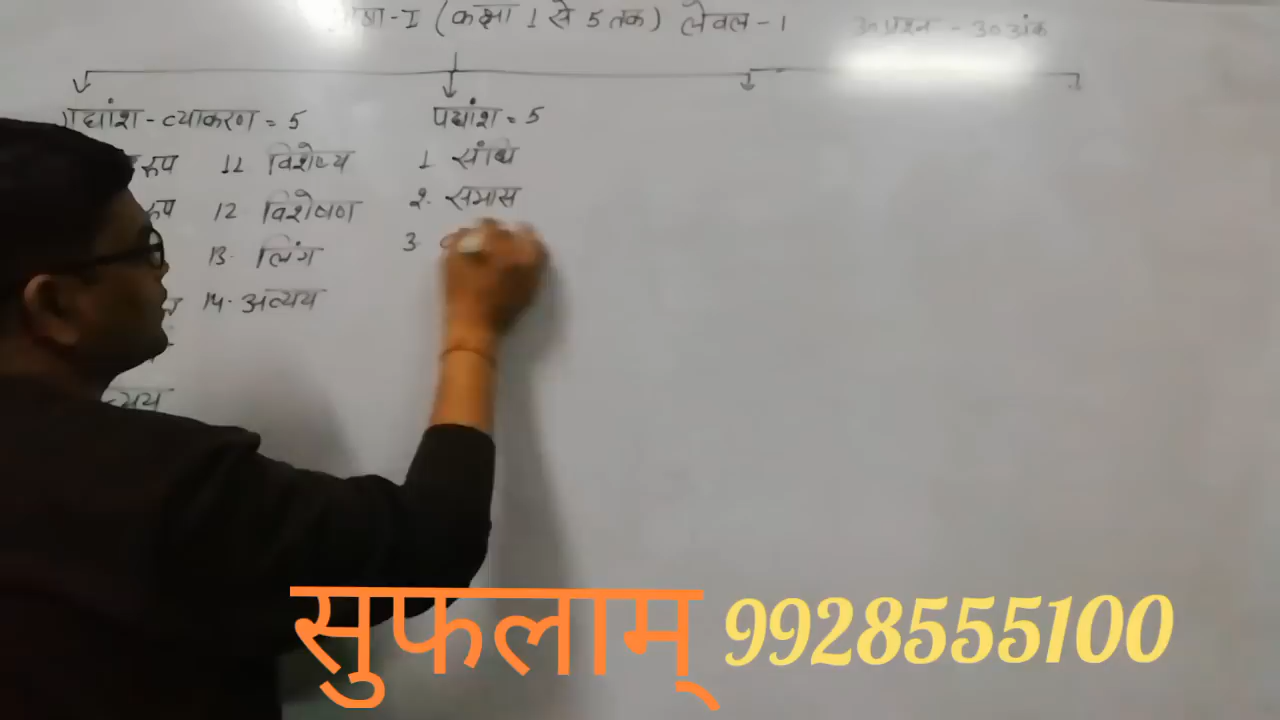 भाषा-I (कक्षा 1 से 5 तक) लेवल-1 30 प्रश्न - 30 अंक
गद्यांश-व्याकरण = 5
रूप 11 विशेष्य
रूप 12 विशेषण
13. लिंग
14. अव्यय
पद्यांश = 5
1 संधि
2. समास
3
सुफलाम् 9928555100